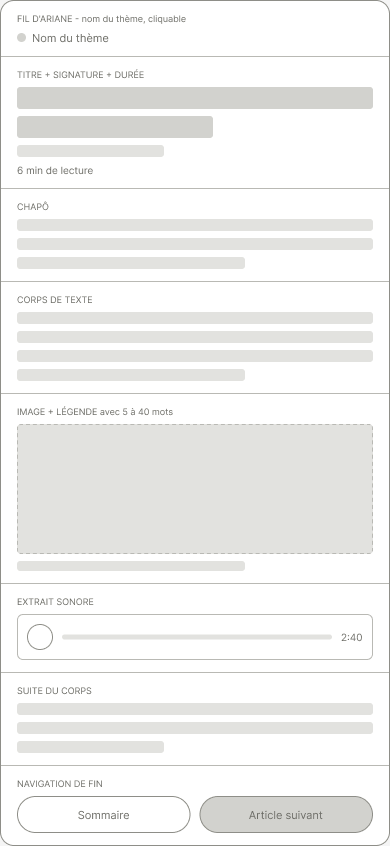 FIL D'ARIANE - nom du thème, cliquable
Nom du thème
TITRE + SIGNATURE + DURÉE
6 min de lecture
CHAPÔ
CORPS DE TEXTE
IMAGE + LÉGENDE avec 5 à 40 mots
EXTRAIT SONORE
2:40
SUITE DU CORPS
NAVIGATION DE FIN
Sommaire
Article suivant